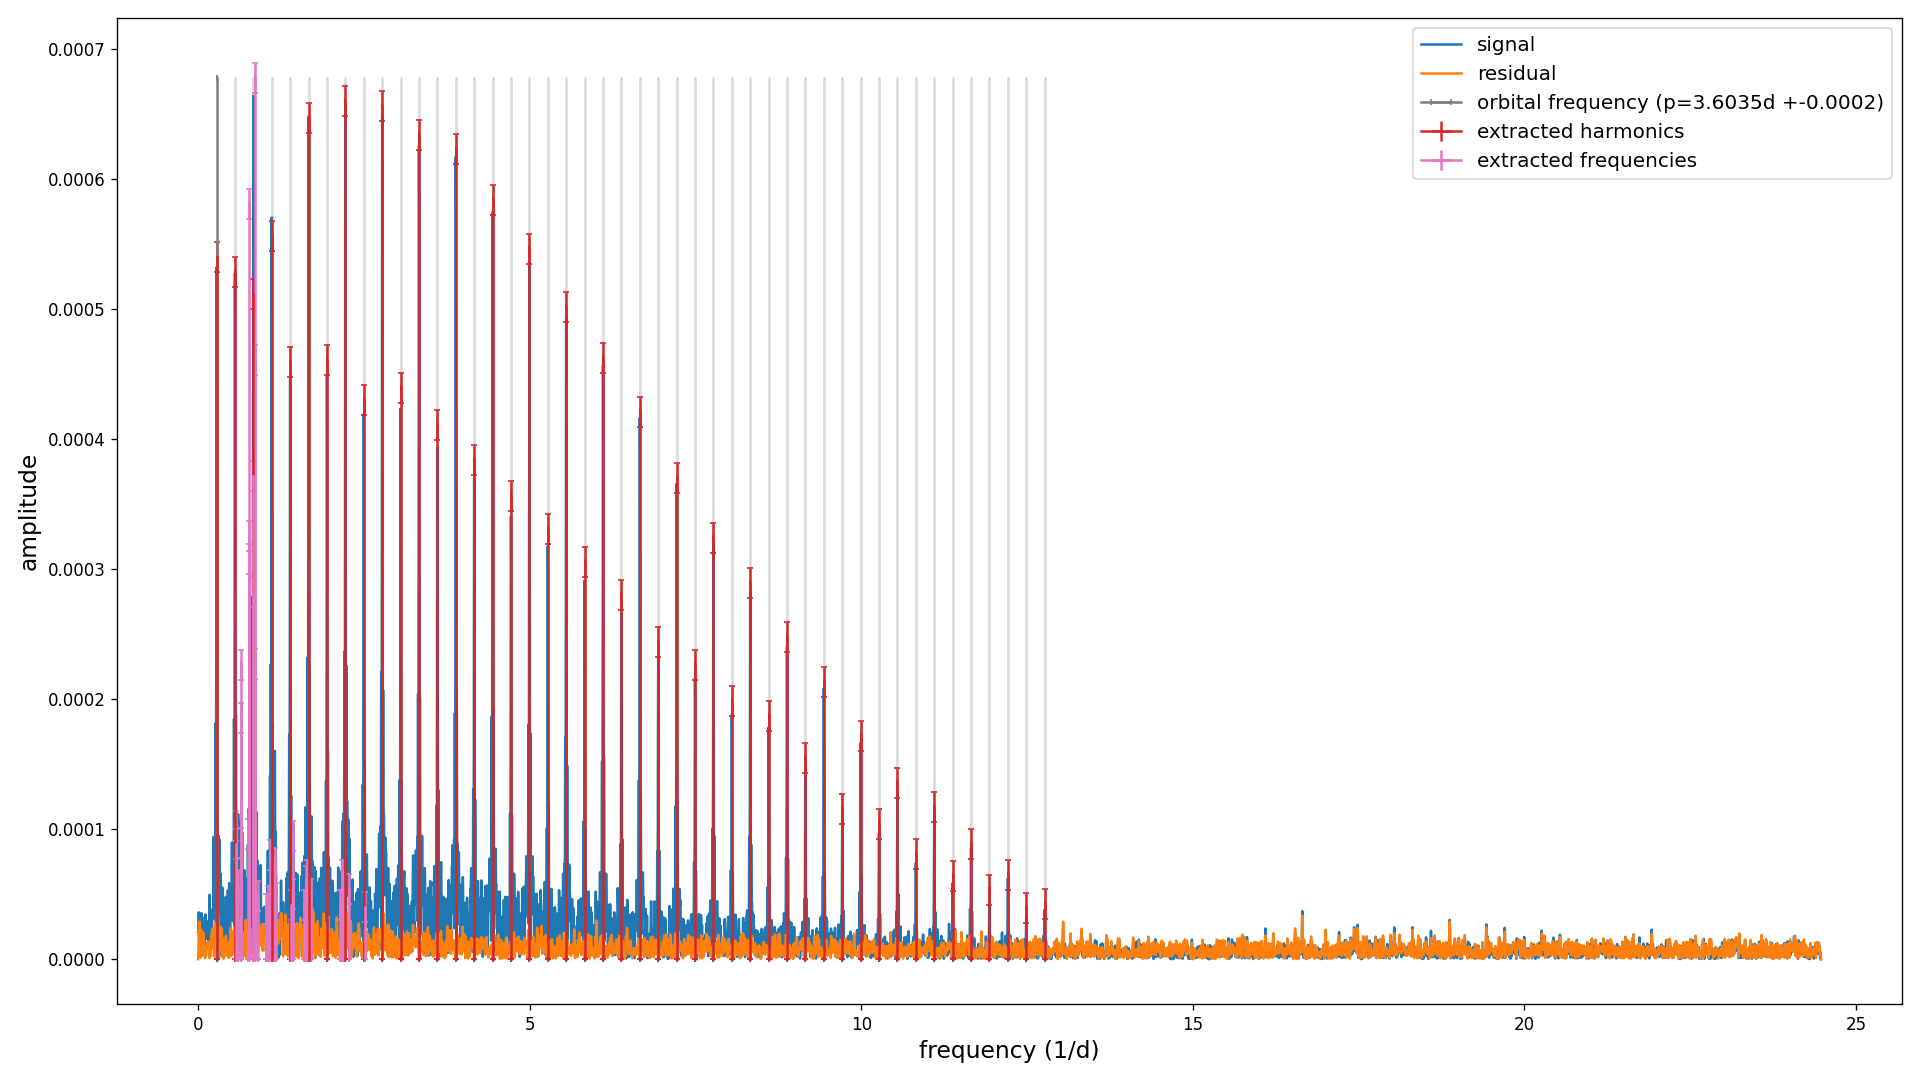 signal
residual
orbital frequency (p=3.6035d +-0.0002)
extracted harmonics
extracted frequencies
0.0007
0.0006
0.0005
0.0004
0.0003
0.0002
0.0001
0.0000
amplitude
0 5 10 15 20 25
frequency (1/d)